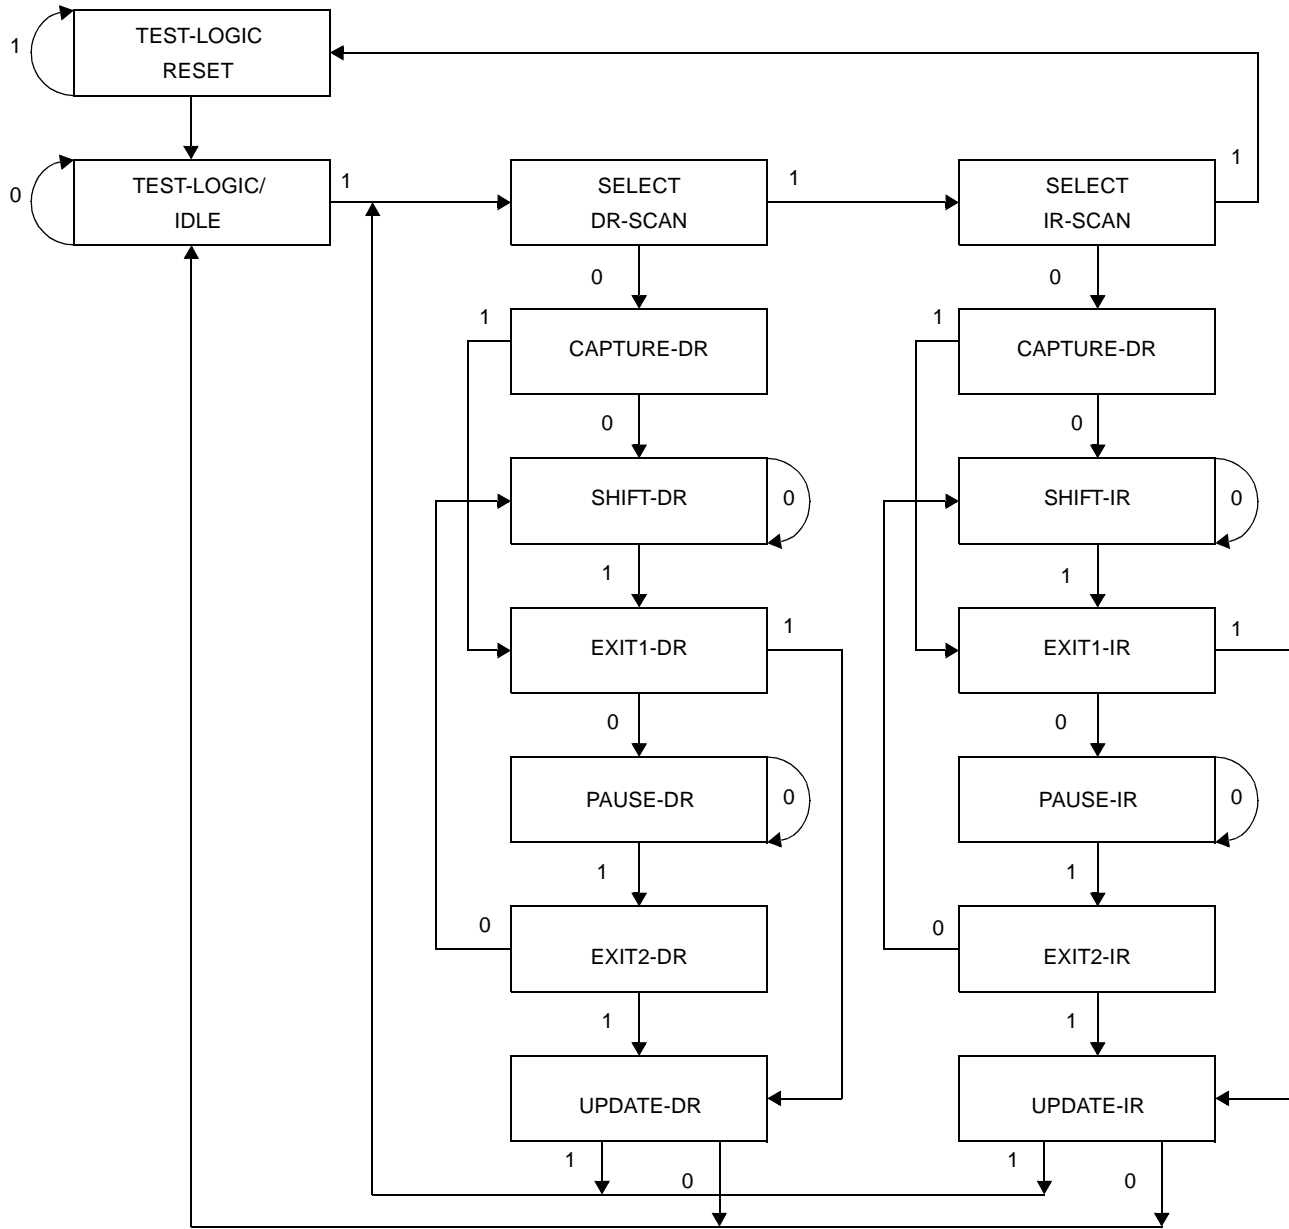 TEST-LOGIC
RESET
1
TEST-LOGIC/
IDLE
0
1
SELECT
DR-SCAN
1
SELECT
IR-SCAN
1
0
0
1
CAPTURE-DR
1
CAPTURE-DR
0
0
SHIFT-DR
0
SHIFT-IR
0
1
1
EXIT1-DR
1
EXIT1-IR
1
0
0
PAUSE-DR
0
PAUSE-IR
0
1
1
0
EXIT2-DR
0
EXIT2-IR
1
1
UPDATE-DR
UPDATE-IR
1
0
1
0